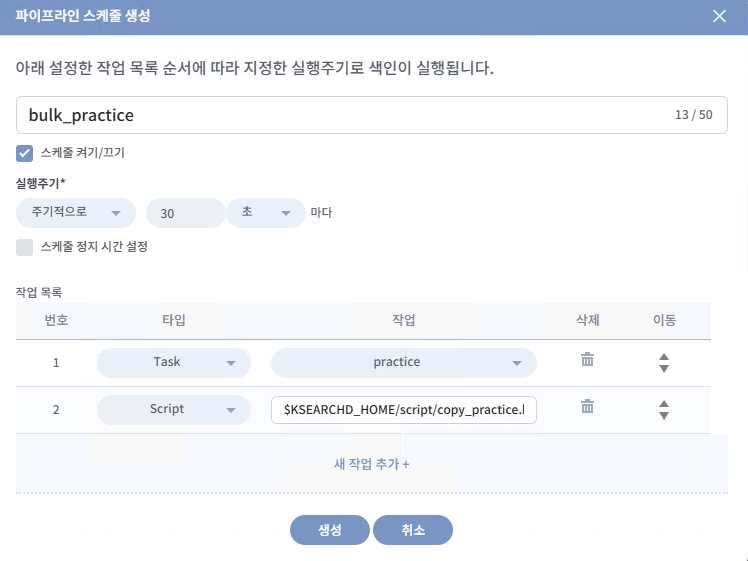 파이프라인 스케줄 생성
아래 설정한 작업 목록 순서에 따라 지정한 실행주기로 색인이 실행됩니다.
bulk_practice 13 / 50
스케줄 켜기/끄기
실행주기*
주기적으로 30 초 마다
스케줄 정지 시간 설정
작업 목록
번호 타입 작업 삭제 이동
1 Task practice
2 Script $KSEARCHD_HOME/script/copy_practice.
새 작업 추가 +
생성 취소